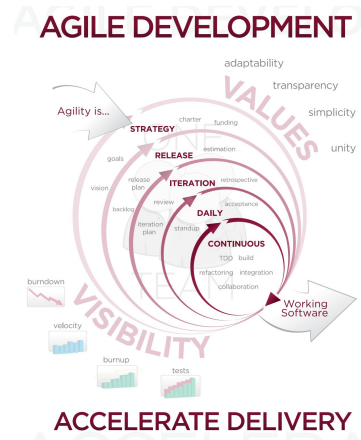 AGILE DEVELOPMENT
adaptability
transparency
simplicity
unity
VALUES
Agility is...
STRATEGY
charter
funding
RELEASE
estimation
goals
vision
release
plan
ITERATION
retrospective
backlog
review
acceptance
iteration
plan
standup
DAILY
CONTINUOUS
TDD build
refactoring integration
collaboration
ONE
TEAM
Working
Software
VISIBILITY
burndown
velocity
burnup
tests
ACCELERATE DELIVERY